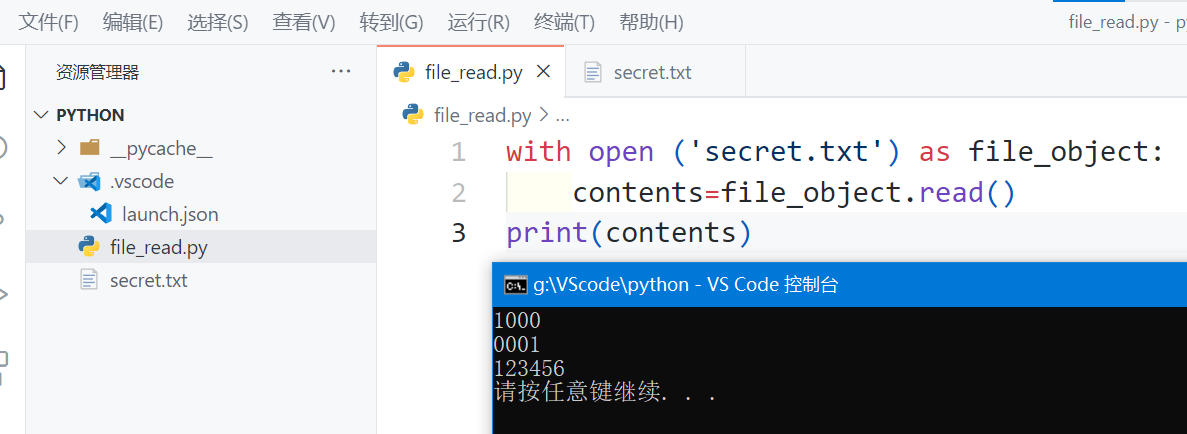 文件(F) 编辑(E) 选择(S) 查看(V) 转到(G) 运行(R) 终端(T) 帮助(H) file_read.py - py
资源管理器 ···
PYTHON
__pycache__
.vscode
launch.json
file_read.py
secret.txt
file_read.py secret.txt
file_read.py > ...
1 with open ('secret.txt') as file_object:
2 contents=file_object.read()
3 print(contents)
C:\. g:\VScode\python - VS Code 控制台
1000
0001
123456
请按任意键继续. . .